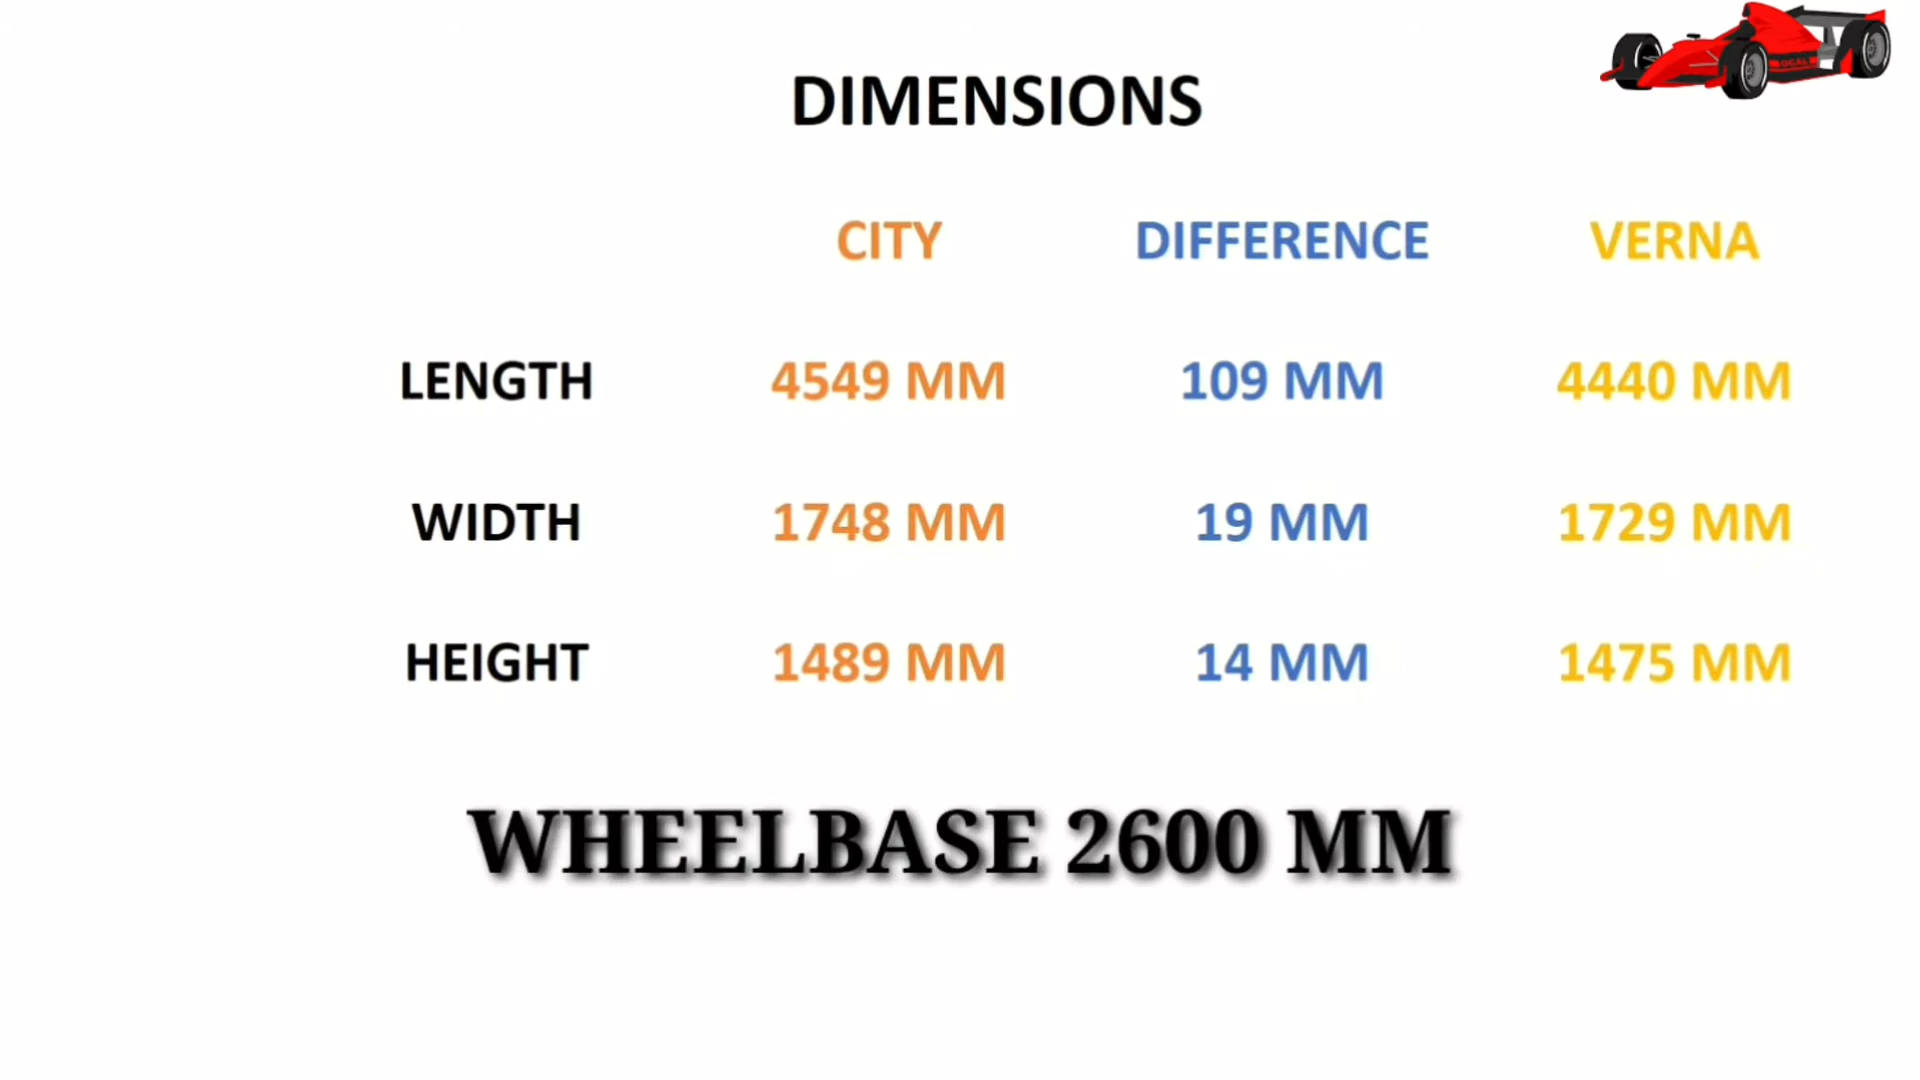 DIMENSIONS
CITY DIFFERENCE VERNA
LENGTH 4549 MM 109 MM 4440 MM
WIDTH 1748 MM 19 MM 1729 MM
HEIGHT 1489 MM 14 MM 1475 MM
WHEELBASE 2600 MM